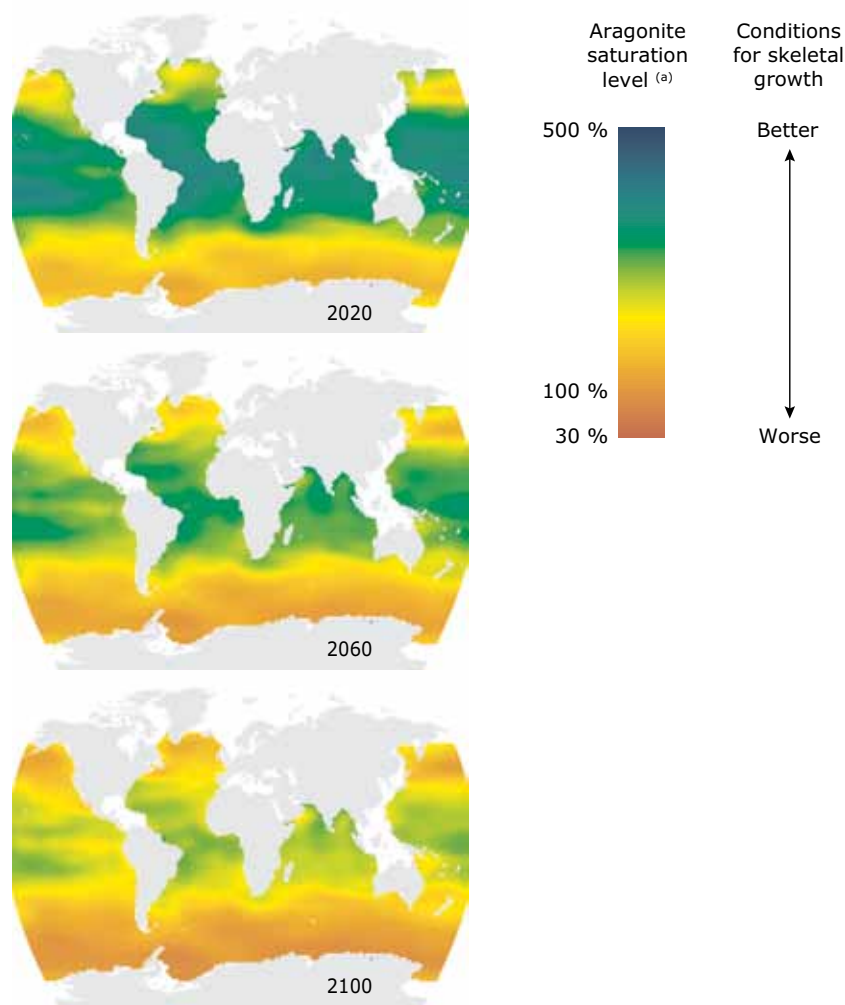 Aragonite
saturation
level (a)
Conditions
for skeletal
growth
500 %
Better
100 %
30 %
Worse
2020
2060
2100